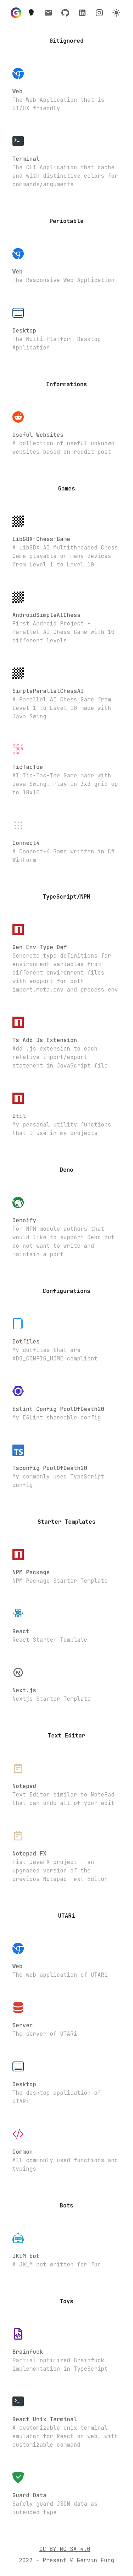 Gitignored
Web
The Web Application that is
UI/UX friendly
Terminal
The CLI Application that cache
and with distinctive colors for
commands/arguments
Periotable
Web
The Responsive Web Application
Desktop
The Multi-Platform Desktop
Application
Informations
Useful Websites
A collection of useful unknown
websites based on reddit post
Games
LibGDX-Chess-Game
A LibGDX AI Multithreaded Chess
Game playable on many devices
from Level 1 to Level 10
AndroidSimpleAIChess
First Android Project -
Parallel AI Chess Game with 10
different levels
SimpleParallelChessAI
A Parallel AI Chess Game from
Level 1 to Level 10 made with
Java Swing
TicTacToe
AI Tic-Tac-Toe Game made with
Java Swing. Play in 3x3 grid up
to 10x10
Connect4
A Connect-4 Game written in C#
WinForm
TypeScript/NPM
Gen Env Type Def
Generate type definitions for
environment variables from
different environment files
with support for both
import.meta.env and process.env
Ts Add Js Extension
Add .js extension to each
relative import/export
statement in JavaScript file
Util
My personal utility functions
that I use in my projects
Deno
Denoify
For NPM module authors that
would like to support Deno but
do not want to write and
maintain a port
Configurations
Dotfiles
My dotfiles that are
XDG_CONFIG_HOME compliant
Eslint Config PoolOfDeath20
My ESLint shareable config
Tsconfig PoolOfDeath20
My commonly used TypeScript
config
Starter Templates
NPM Package
NPM Package Starter Template
React
React Starter Template
Next.js
Nextjs Starter Template
Text Editor
Notepad
Text Editor similar to NotePad
that can undo all of your edit
Notepad FX
Fist JavaFX project - an
upgraded version of the
previous Notepad Text Editor
UTARi
Web
The web application of UTARi
Server
The server of UTARi
Desktop
The desktop application of
UTARi
Common
All commonly used functions and
typings
Bots
JKLM bot
A JKLM bot written for fun
Toys
Brainfuck
Partial optimized Brainfuck
implementation in TypeScript
React Unix Terminal
A customizable unix terminal
emulator for React on web, with
customizable command
Guard Data
Safely guard JSON data as
intended type
CC BY-NC-SA 4.0
2022 - Present © Gervin Fung